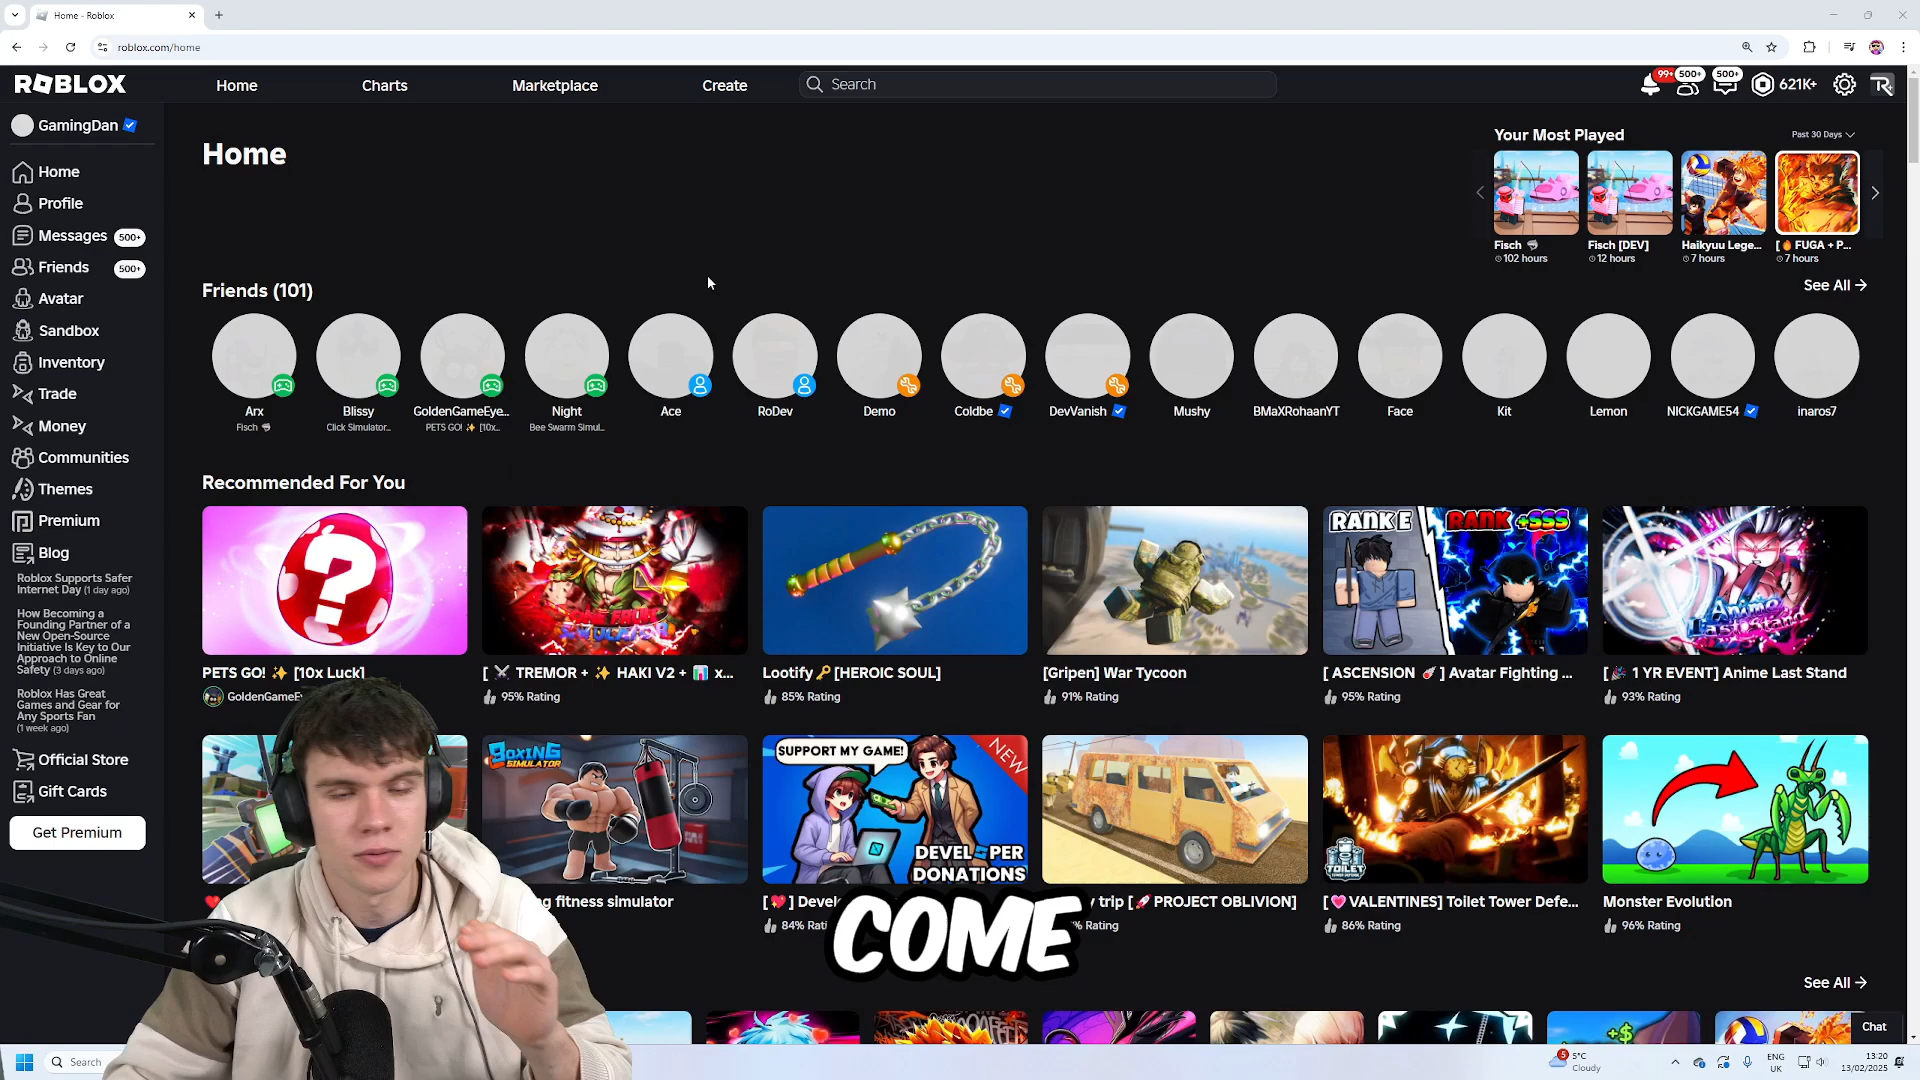 Home - Roblox
roblox.com/home
ROBLOX
Home
Charts
Marketplace
Create
Search
99+
500+
500+
621K+
GamingDan
Home
Profile
Messages
500+
Friends
500+
Avatar
Sandbox
Inventory
Trade
Money
Communities
Themes
Premium
Blog
Roblox Supports Safer
Internet Day (1 day ago)
How Becoming a
Founding Partner of a
New Open-Source
Initiative Is Key to Our
Approach to Online
Safety (3 days ago)
Roblox Has Great
Games and Gear for
Any Sports Fan
(1 week ago)
Official Store
Gift Cards
Get Premium
Home
Your Most Played
Past 30 Days
Fisch
102 hours
Fisch [DEV]
12 hours
Haikyuu Lege...
7 hours
[🔥 FUGA + P...
7 hours
See All →
Friends (101)
Arx
Fisch
Blissy
Click Simulator...
GoldenGameEye...
PETS GO! ✨ [10x...
Night
Bee Swarm Simul...
Ace
RoDev
Demo
Coldbe
DevVanish
Mushy
BMaXRohaanYT
Face
Kit
Lemon
NICKGAME54
inaros7
Recommended For You
?
RANK E
RANK +SSS
Anime
Last Stand
PETS GO! ✨ [10x Luck]
GoldenGameE
[ ⚔️ TREMOR + ✨ HAKI V2 + 📊 x...
95% Rating
Lootify 🔑 [HEROIC SOUL]
85% Rating
[Gripen] War Tycoon
91% Rating
[ ASCENSION ☄️ ] Avatar Fighting ...
95% Rating
[ 🎉 1 YR EVENT] Anime Last Stand
93% Rating
BOXING
SIMULATOR
SUPPORT MY GAME!
NEW
DEVELOPER
DONATIONS
TOILET
g fitness simulator
[💖] Deve
84% Rati
y trip [🚀PROJECT OBLIVION]
% Rating
[💗VALENTINES] Toilet Tower Defe...
86% Rating
Monster Evolution
96% Rating
COME
See All →
+$
Chat
Search
5
5°C
Cloudy
ENG
UK
13:20
13/02/2025